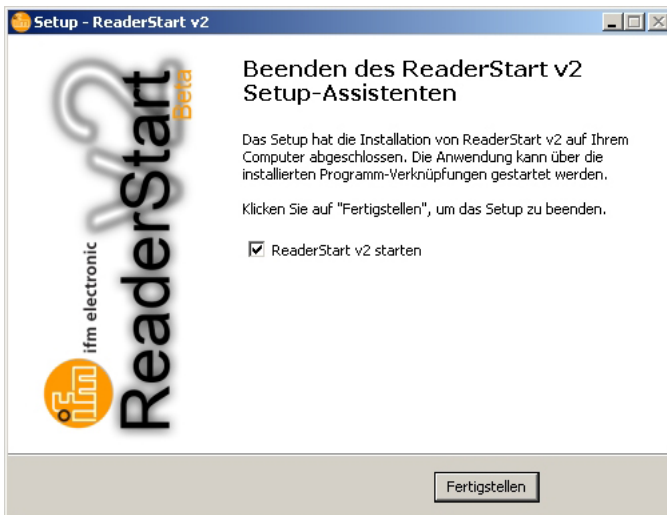 Setup - ReaderStart v2
Beenden des ReaderStart v2
Setup-Assistenten
Das Setup hat die Installation von ReaderStart v2 auf Ihrem
Computer abgeschlossen. Die Anwendung kann über die
installierten Programm-Verknüpfungen gestartet werden.
Klicken Sie auf "Fertigstellen", um das Setup zu beenden.
ReaderStart v2 starten
v2
Beta
ReaderStart
ifm electronic
ifm
Fertigstellen